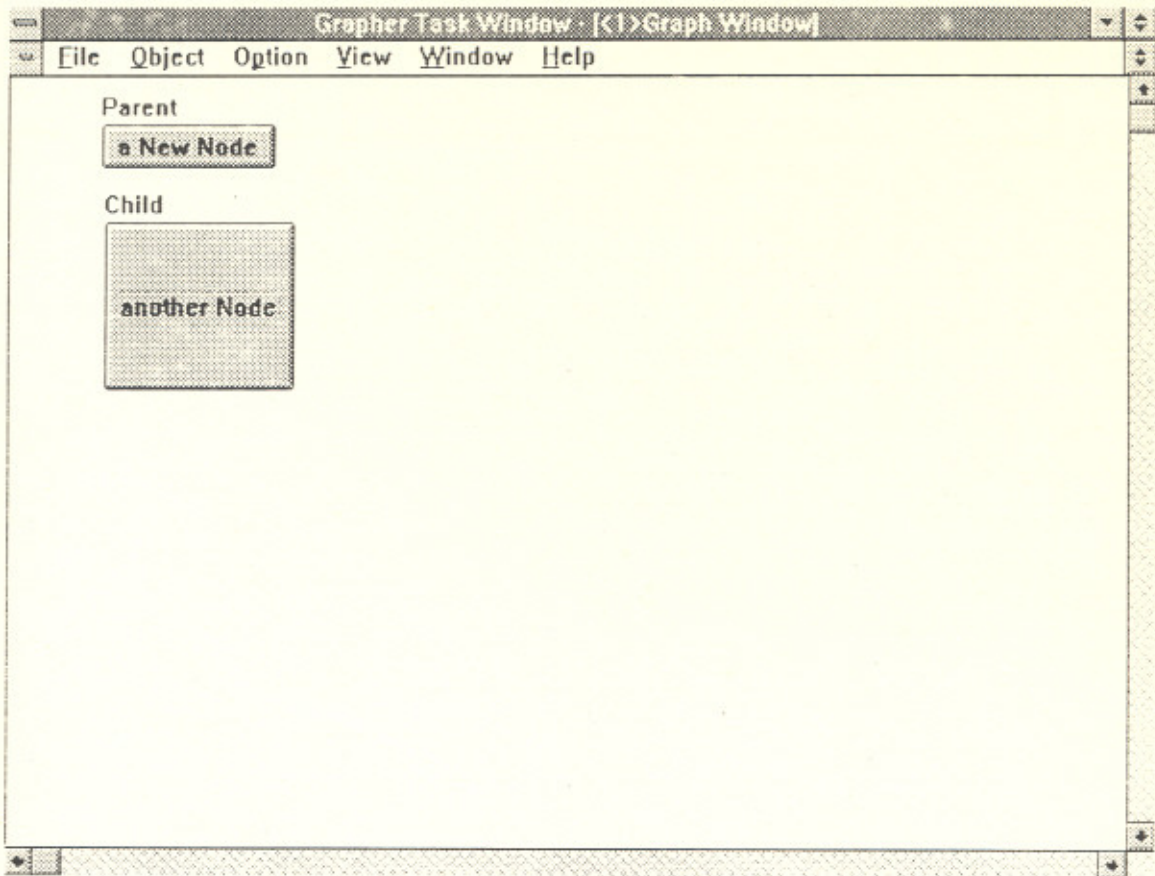 Grapher Task Window - [<1>Graph Window]
File Object Option View Window Help
Parent
a New Node
Child
another Node